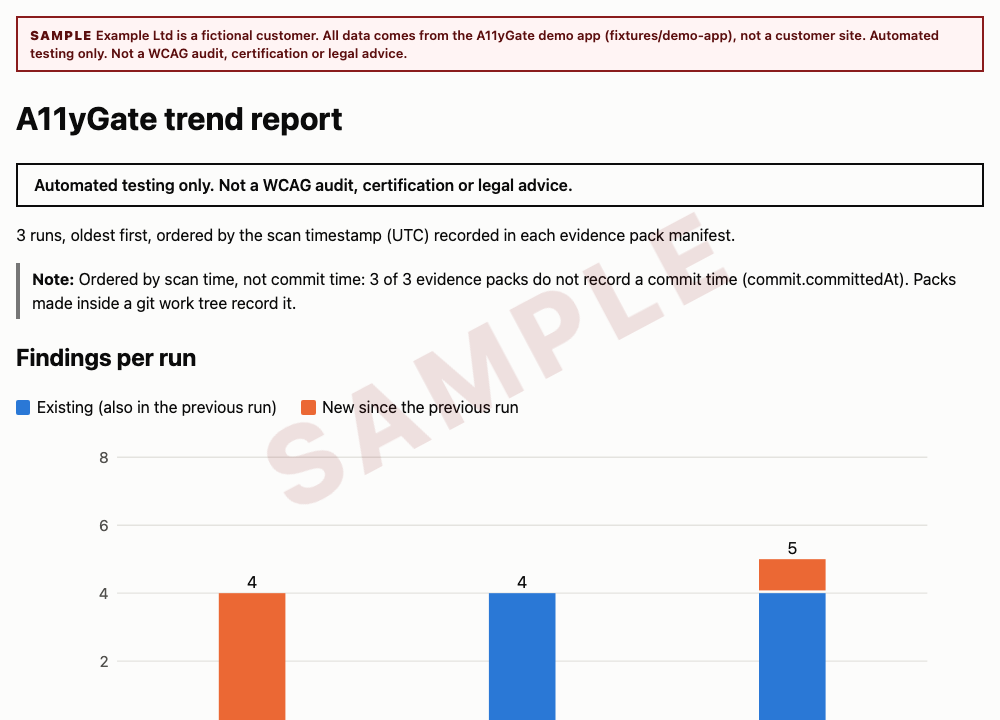 SAMPLE Example Ltd is a fictional customer. All data comes from the A11yGate demo app (fixtures/demo-app), not a customer site. Automated
testing only. Not a WCAG audit, certification or legal advice.
A11yGate trend report
Automated testing only. Not a WCAG audit, certification or legal advice.
3 runs, oldest first, ordered by the scan timestamp (UTC) recorded in each evidence pack manifest.
Note: Ordered by scan time, not commit time: 3 of 3 evidence packs do not record a commit time (commit.committedAt). Packs
made inside a git work tree record it.
SAMPLE
Findings per run
Existing (also in the previous run) New since the previous run
8
6
5
4 4 4
2